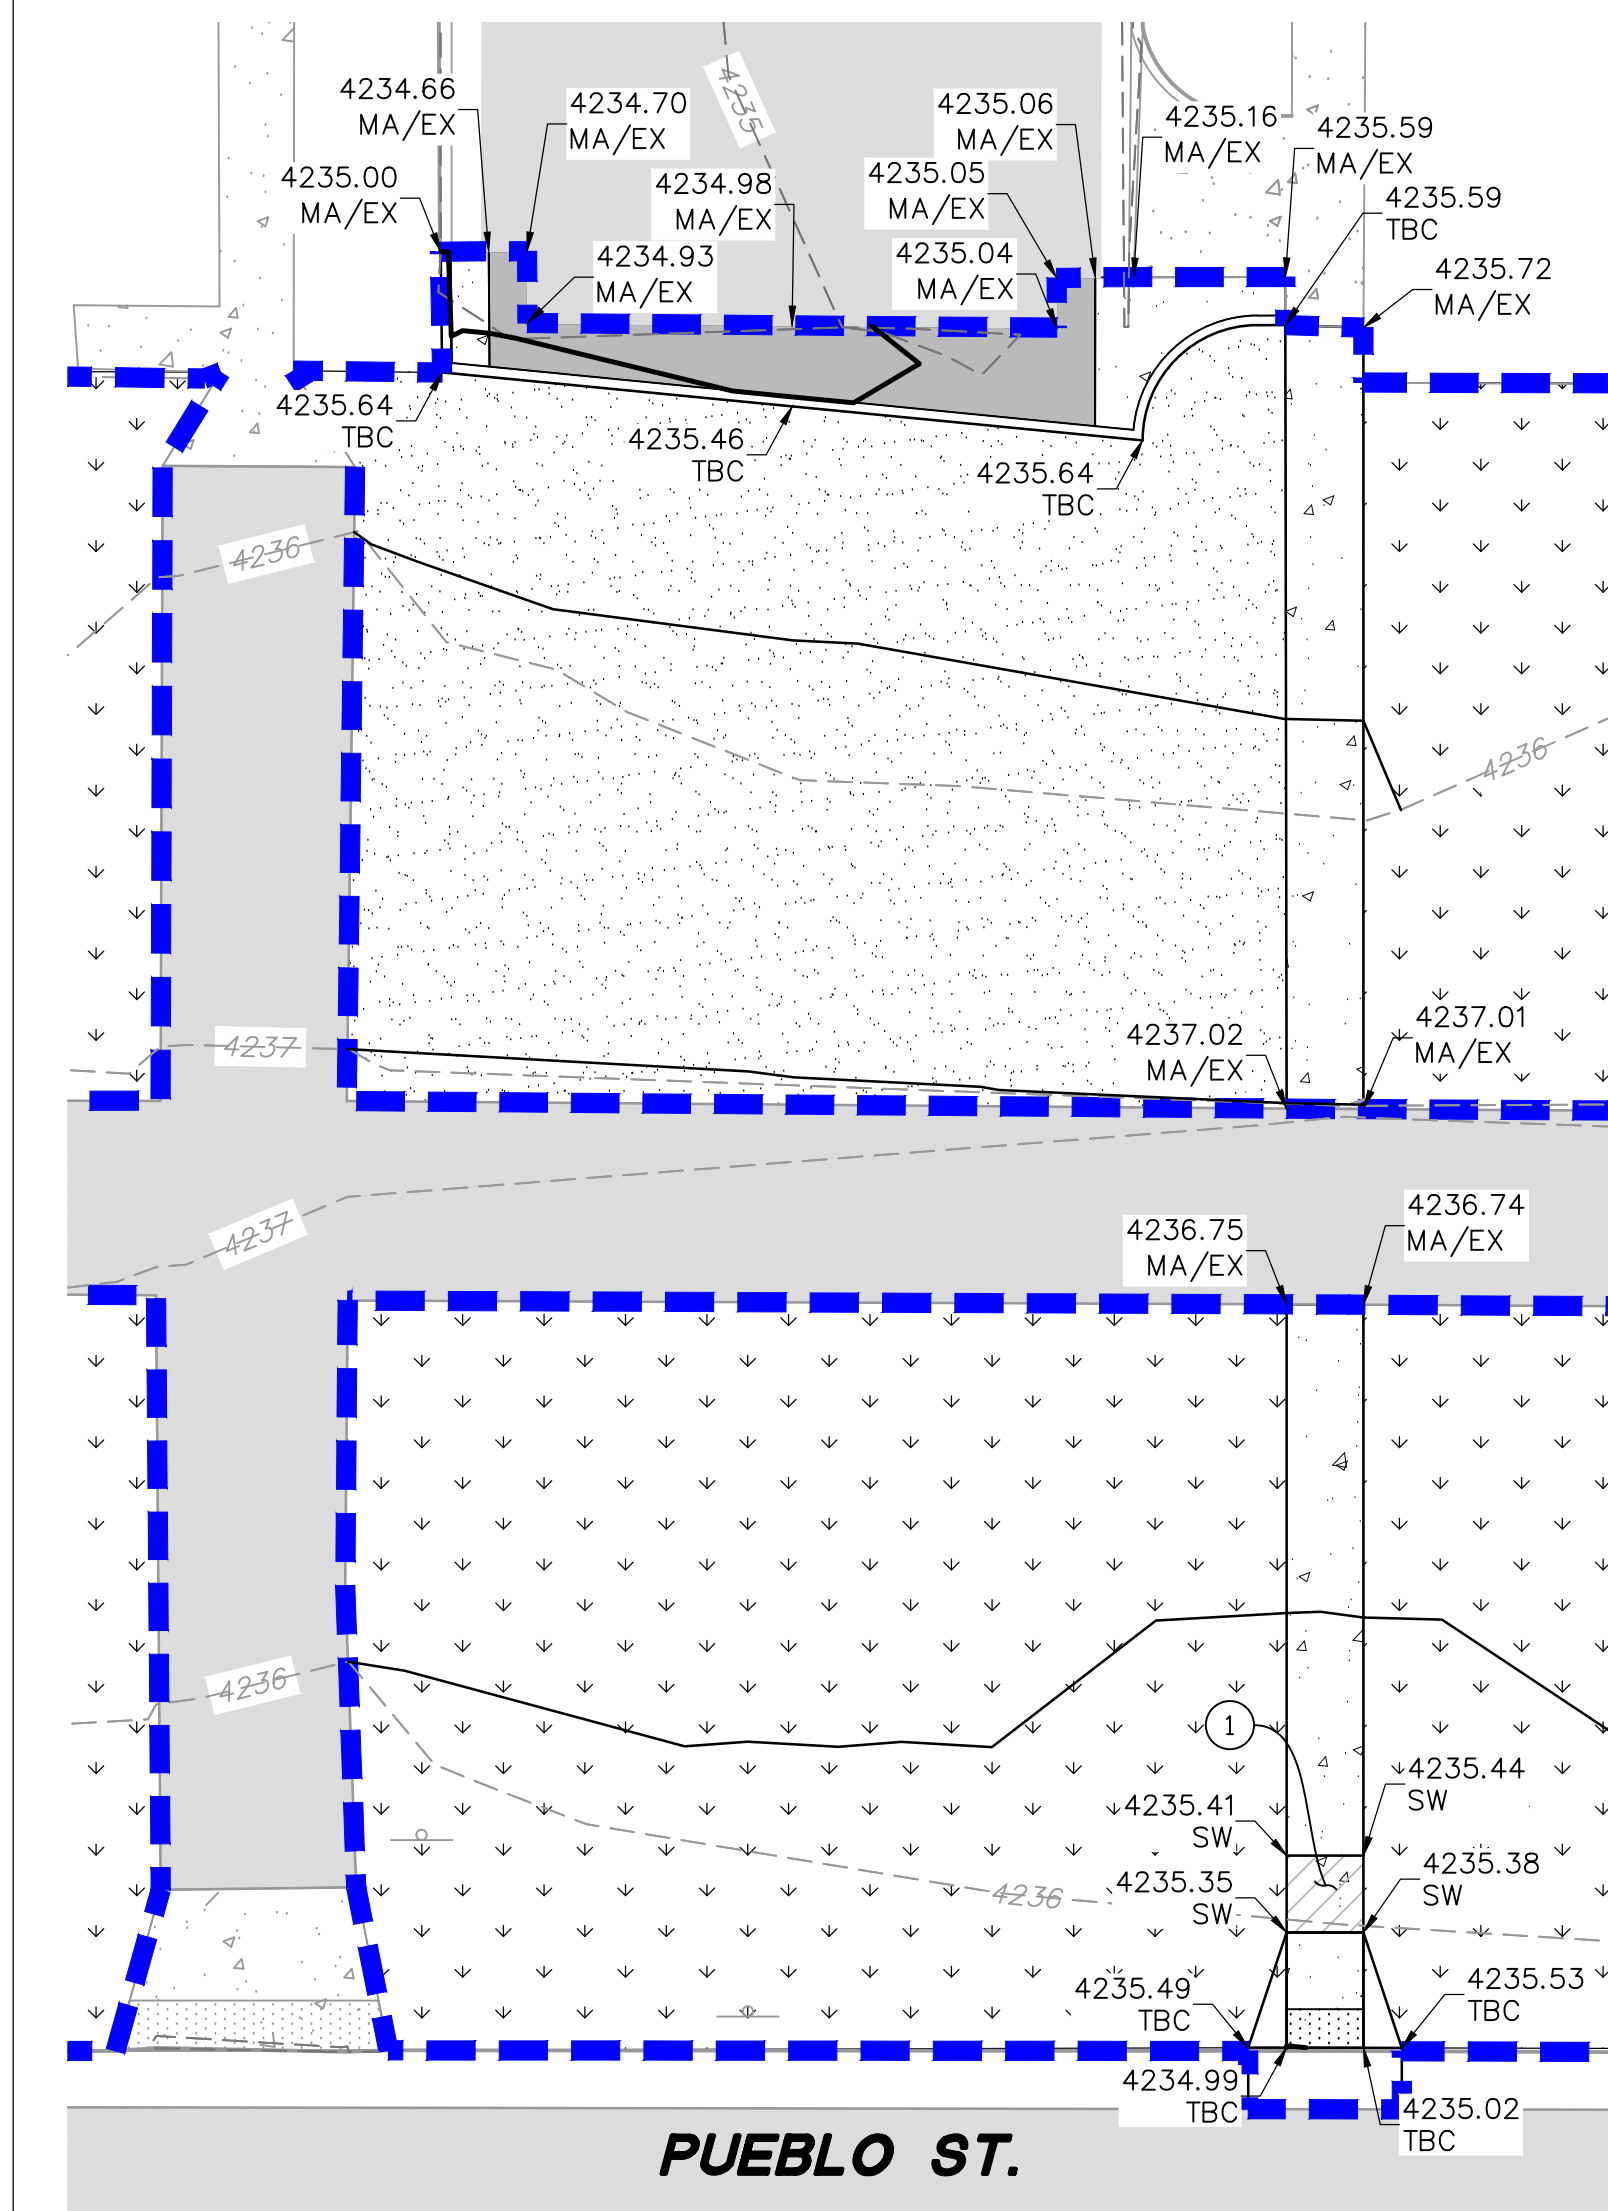 4234.66
MA/EX
4234.70
MA/EX
4235
4235.06
MA/EX
4235.16
MA/EX
4235.59
MA/EX
4235.00
MA/EX
4234.98
MA/EX
4235.05
MA/EX
4235.59
TBC
4234.93
MA/EX
4235.04
MA/EX
4235.72
MA/EX
4235.64
TBC
4235.46
TBC
4235.64
TBC
4236
4236
4237
4237.02
MA/EX
4237.01
MA/EX
4237
4236.75
MA/EX
4236.74
MA/EX
4236
1
4235.44
SW
4235.41
SW
4235.38
SW
4235.35
SW
4236
4235.49
TBC
4235.53
TBC
4234.99
TBC
4235.02
TBC
PUEBLO ST.